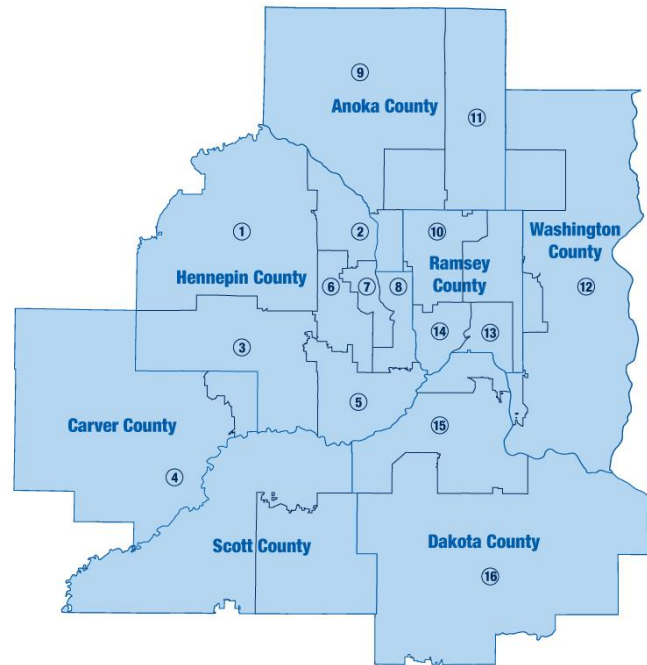 9
Anoka County
11
1
2
10
Washington
County
Hennepin County
6
7
8
Ramsey
County
12
3
14
13
5
Carver County
15
4
Scott County
Dakota County
16